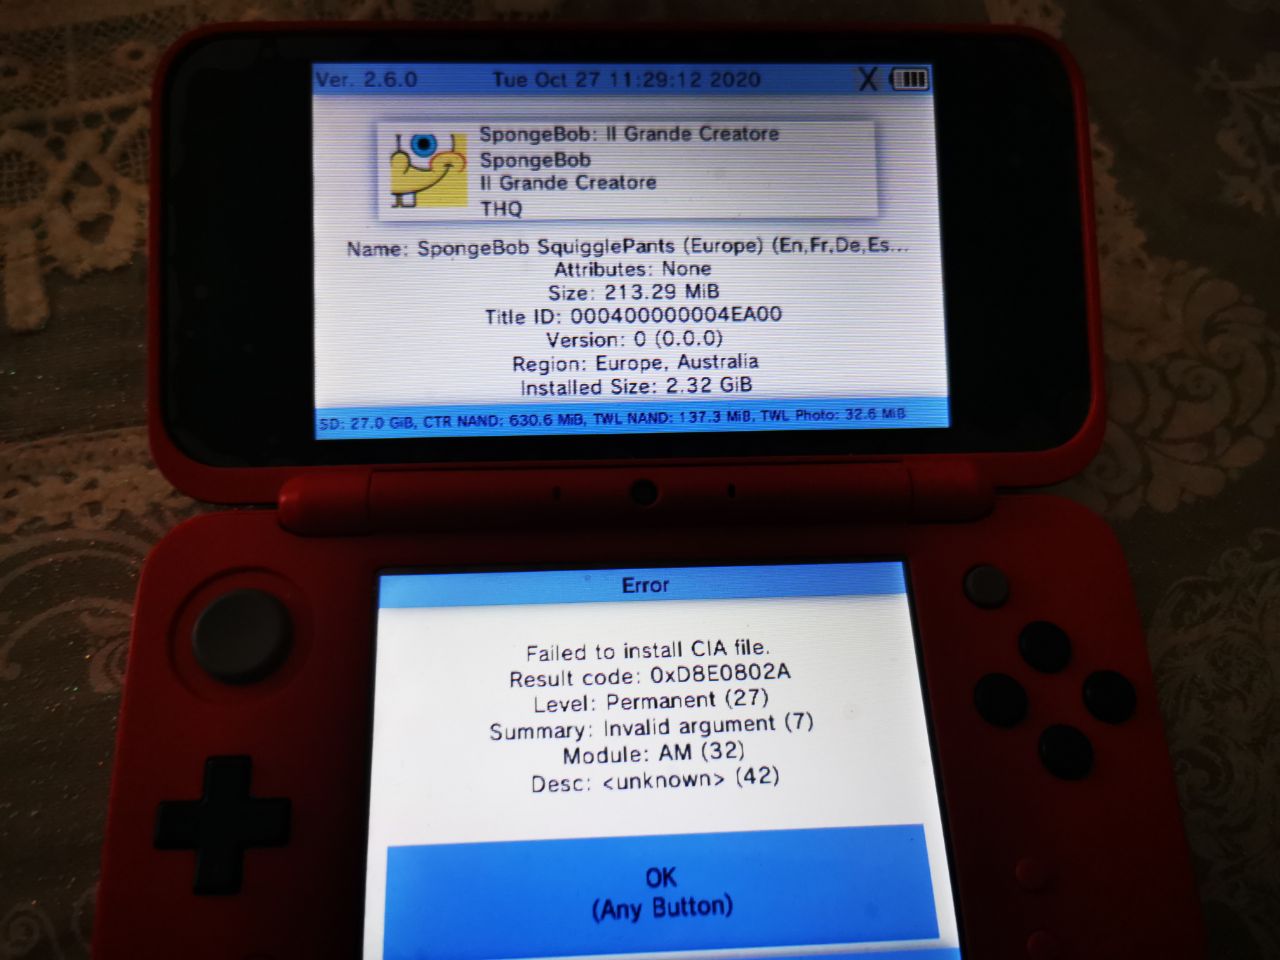 Ver. 2.6.0 Tue Oct 27 11:29:12 2020
SpongeBob: Il Grande Creatore
SpongeBob
Il Grande Creatore
THQ
Name: SpongeBob SquigglePants (Europe) (En,Fr,De,Es...
Attributes: None
Size: 213.29 MiB
Title ID: 000400000004EA00
Version: 0 (0.0.0)
Region: Europe, Australia
Installed Size: 2.32 GiB
SD: 27.0 GiB, CTR NAND: 630.6 MiB, TWL NAND: 137.3 MiB, TWL Photo: 32.6 MiB
Error
Failed to install CIA file.
Result code: 0xD8E0802A
Level: Permanent (27)
Summary: Invalid argument (7)
Module: AM (32)
Desc: <unknown> (42)
OK
(Any Button)